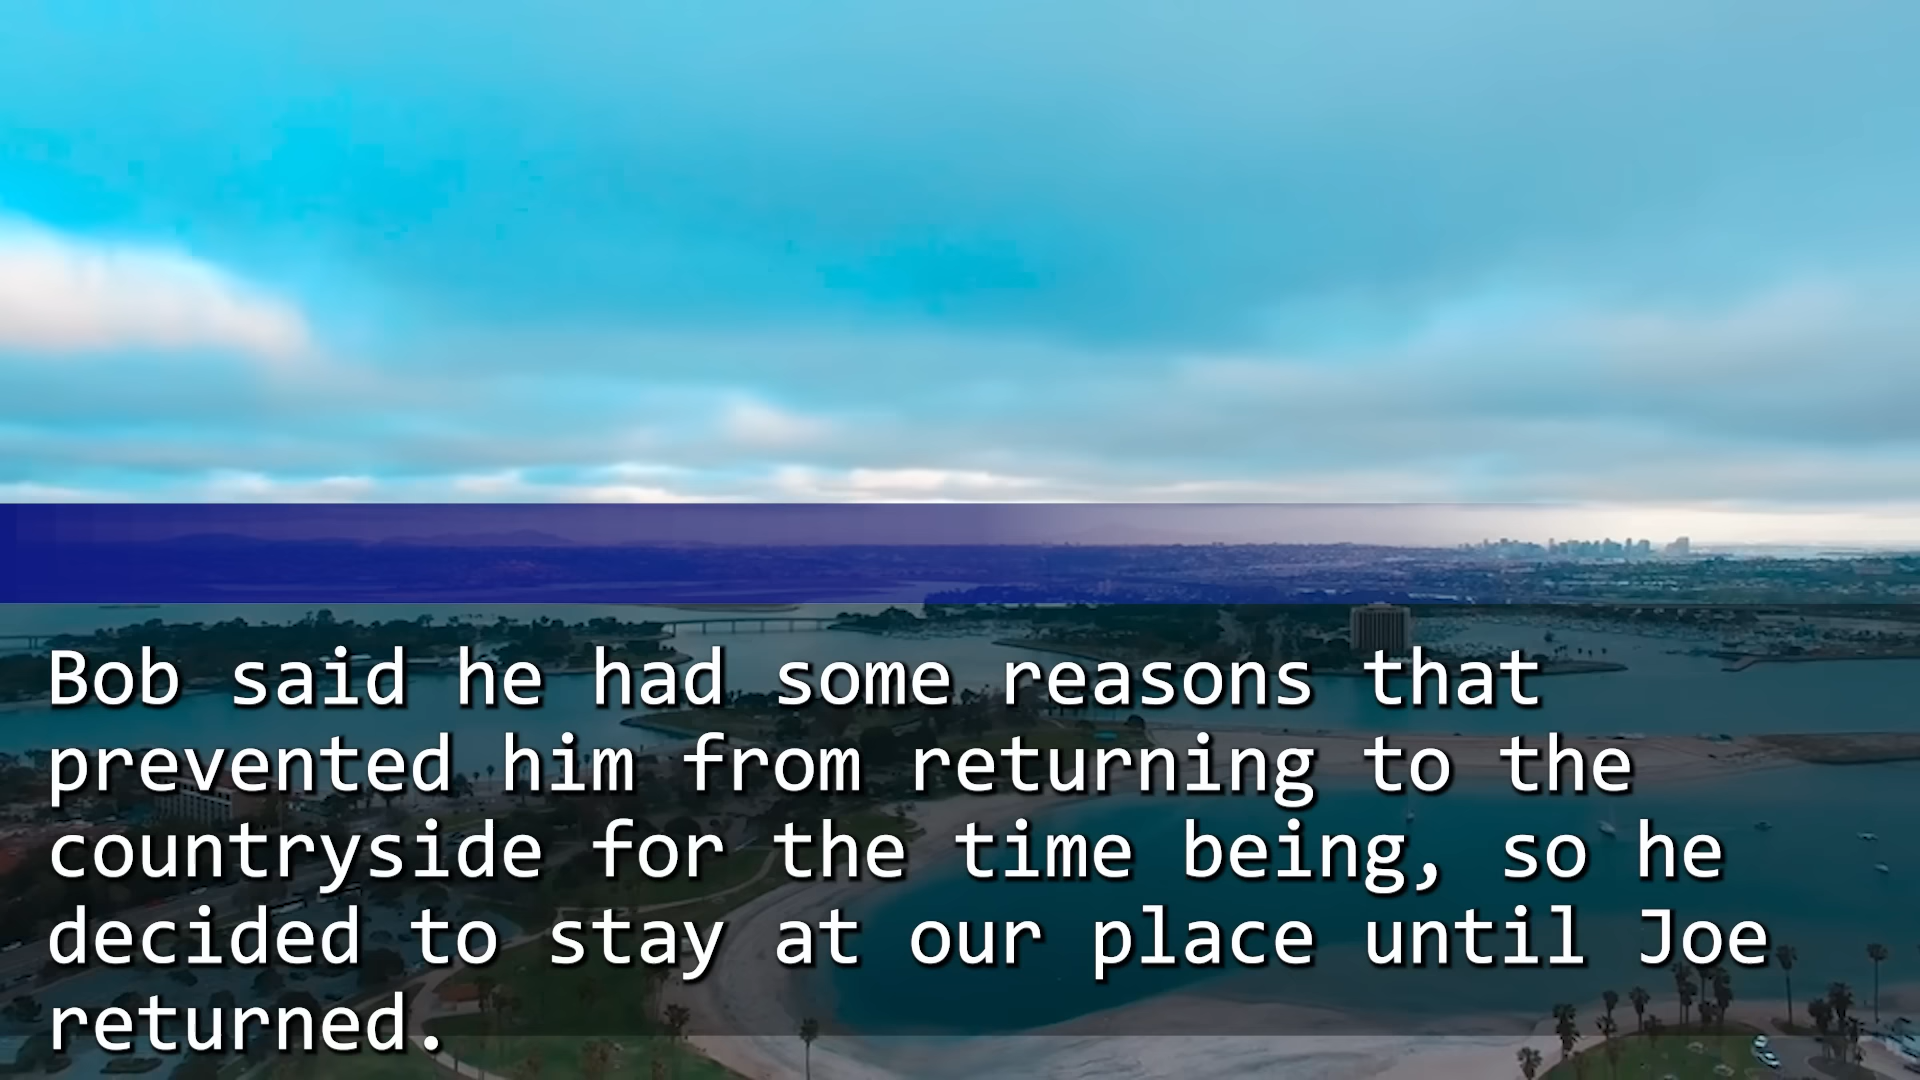 Bob said he had some reasons that
prevented him from returning to the
countryside for the time being, so he
decided to stay at our place until Joe
returned.